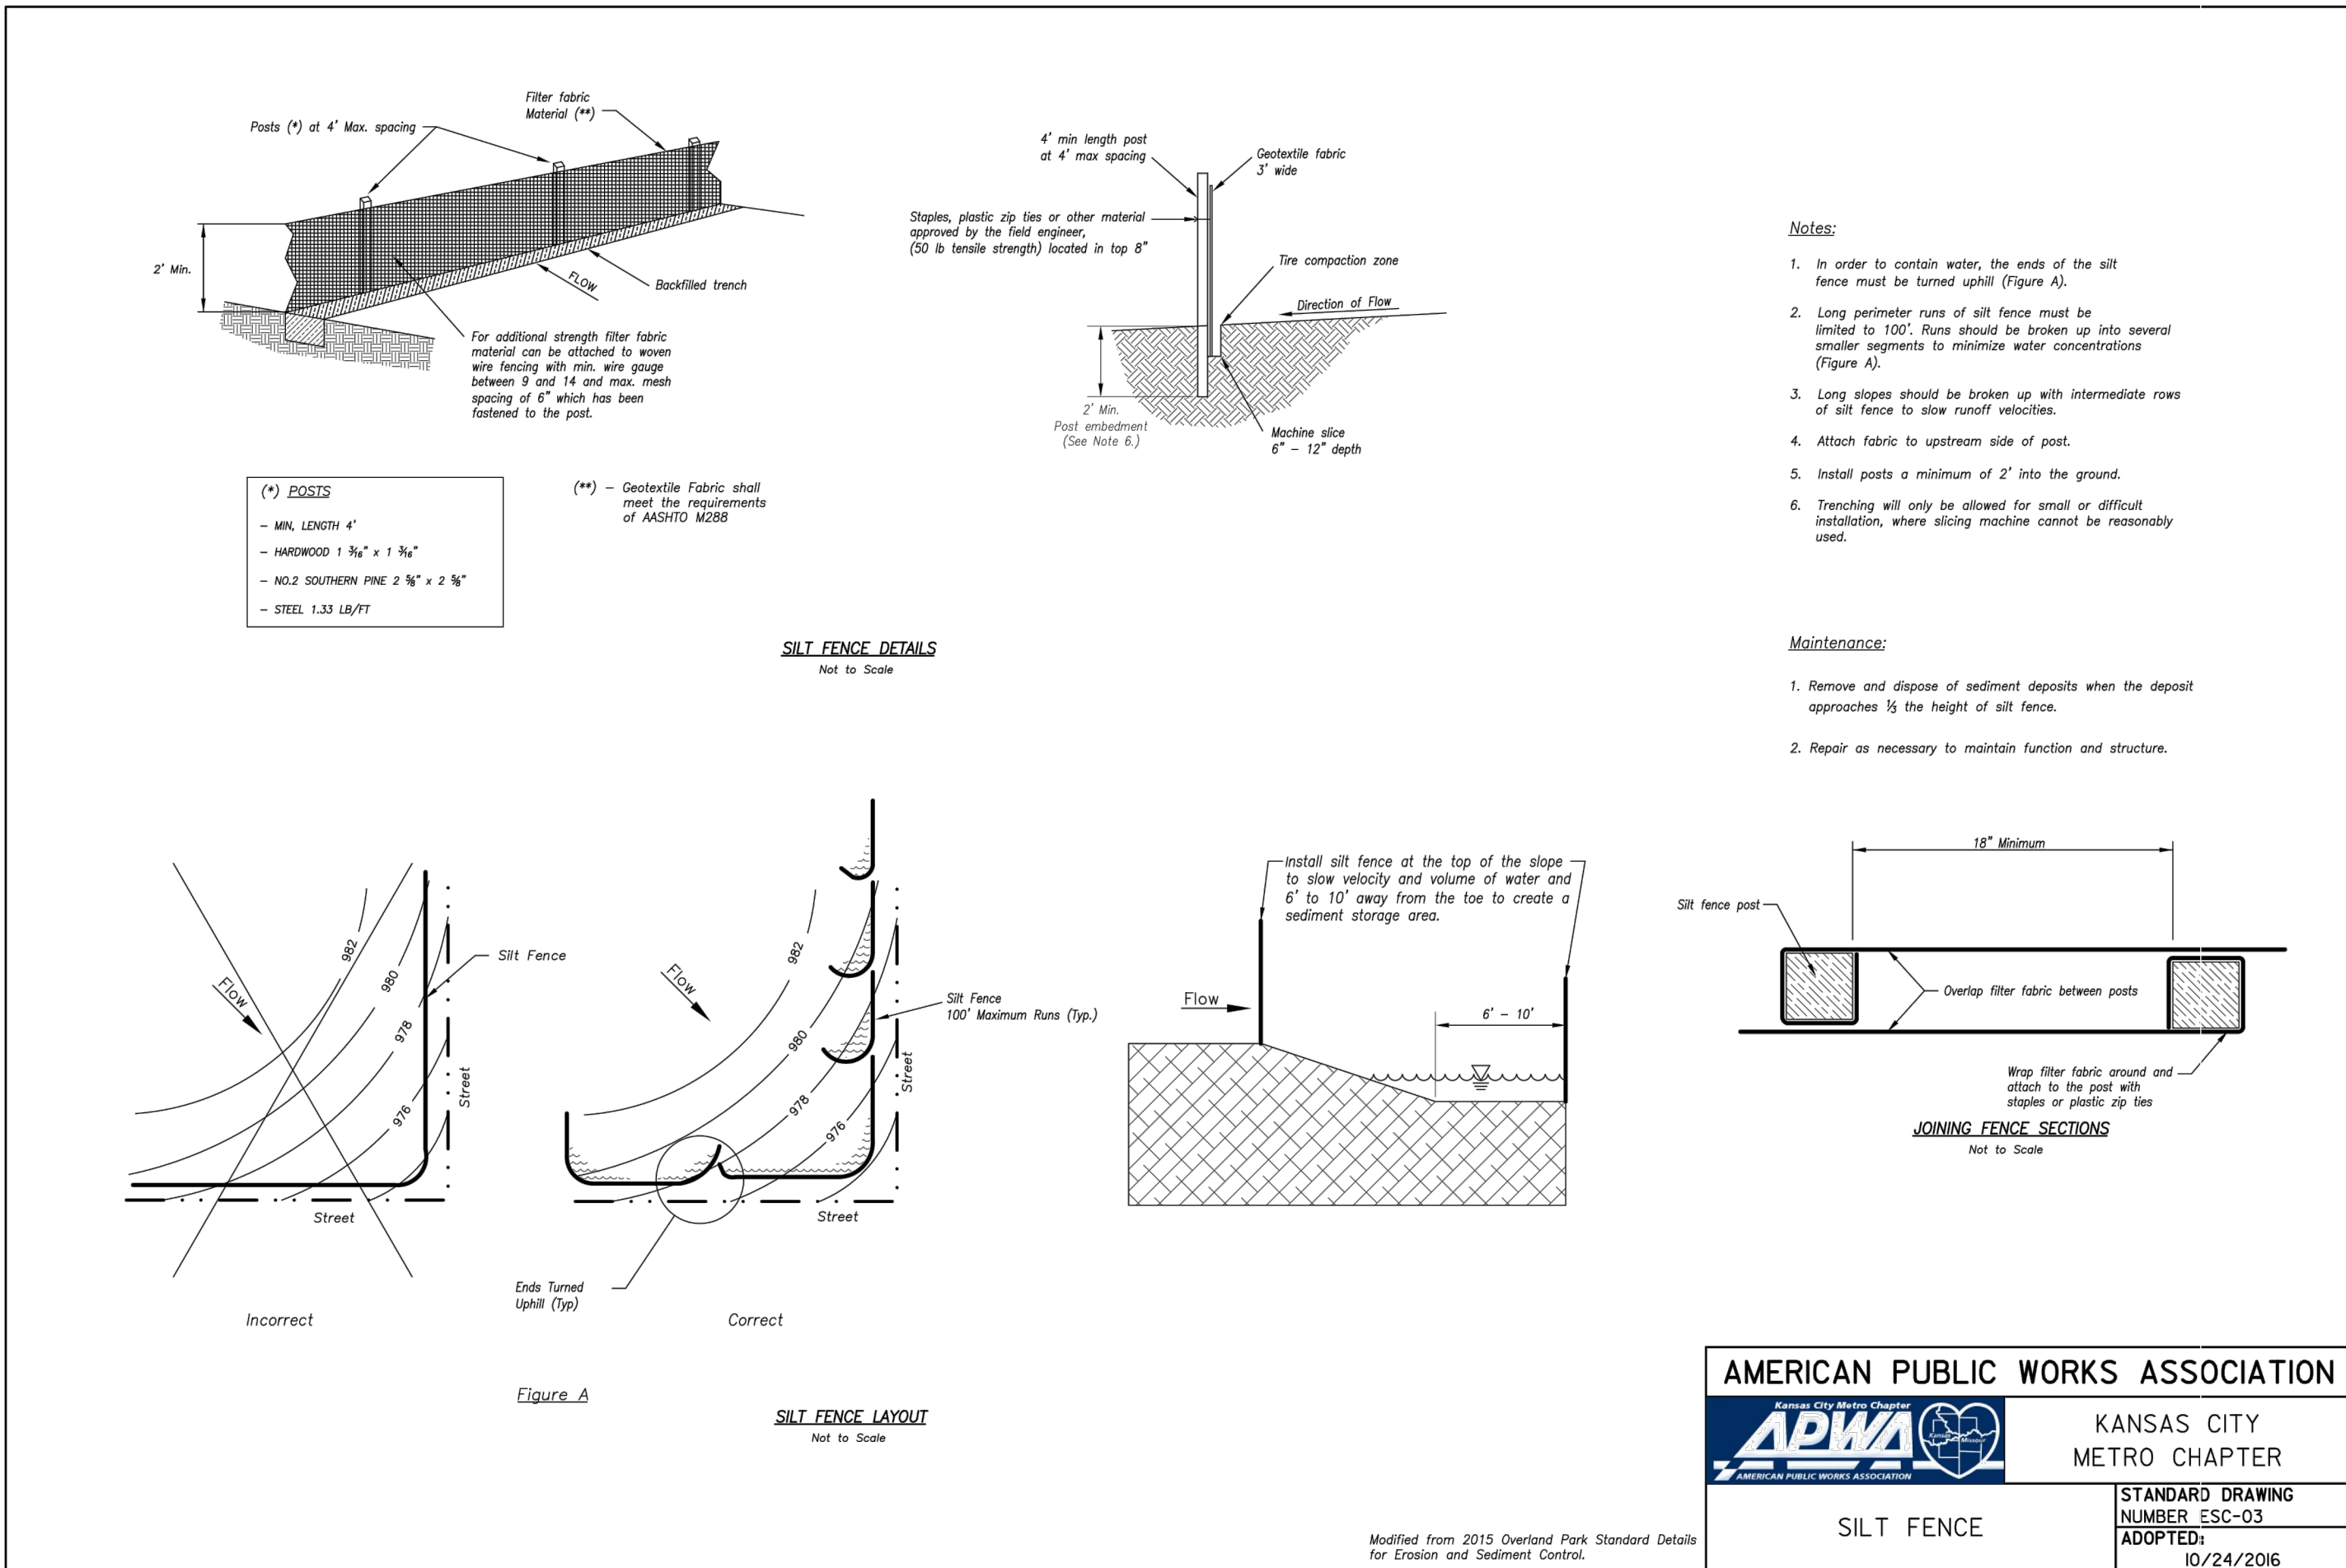 Filter fabric
Material (**)
Posts (*) at 4' Max. spacing
2' Min.
FLOW
Backfilled trench
For additional strength filter fabric
material can be attached to woven
wire fencing with min. wire gauge
between 9 and 14 and max. mesh
spacing of 6" which has been
fastened to the post.
(*) POSTS
- MIN, LENGTH 4'
- HARDWOOD 1 3/16" x 1 3/16"
- NO.2 SOUTHERN PINE 2 5/8" x 2 5/8"
- STEEL 1.33 LB/FT
(**) - Geotextile Fabric shall
meet the requirements
of AASHTO M288
4' min length post
at 4' max spacing
Geotextile fabric
3' wide
Staples, plastic zip ties or other material
approved by the field engineer,
(50 lb tensile strength) located in top 8"
Tire compaction zone
Direction of Flow
2' Min.
Post embedment
(See Note 6.)
Machine slice
6" - 12" depth
SILT FENCE DETAILS
Not to Scale
Notes:
1. In order to contain water, the ends of the silt
fence must be turned uphill (Figure A).
2. Long perimeter runs of silt fence must be
limited to 100'. Runs should be broken up into several
smaller segments to minimize water concentrations
(Figure A).
3. Long slopes should be broken up with intermediate rows
of silt fence to slow runoff velocities.
4. Attach fabric to upstream side of post.
5. Install posts a minimum of 2' into the ground.
6. Trenching will only be allowed for small or difficult
installation, where slicing machine cannot be reasonably
used.
Maintenance:
1. Remove and dispose of sediment deposits when the deposit
approaches 1/3 the height of silt fence.
2. Repair as necessary to maintain function and structure.
982
980
978
976
Flow
Silt Fence
Street
Street
Incorrect
982
980
978
976
Flow
Silt Fence
100' Maximum Runs (Typ.)
Street
Street
Ends Turned
Uphill (Typ)
Correct
Figure A
SILT FENCE LAYOUT
Not to Scale
Install silt fence at the top of the slope
to slow velocity and volume of water and
6' to 10' away from the toe to create a
sediment storage area.
Flow
6' - 10'
18" Minimum
Silt fence post
Overlap filter fabric between posts
Wrap filter fabric around and
attach to the post with
staples or plastic zip ties
JOINING FENCE SECTIONS
Not to Scale
Modified from 2015 Overland Park Standard Details
for Erosion and Sediment Control.
AMERICAN PUBLIC WORKS ASSOCIATION
Kansas City Metro Chapter
APWA
Kansas
Missouri
AMERICAN PUBLIC WORKS ASSOCIATION
KANSAS CITY
METRO CHAPTER
SILT FENCE
STANDARD DRAWING
NUMBER ESC-03
ADOPTED:
10/24/2016